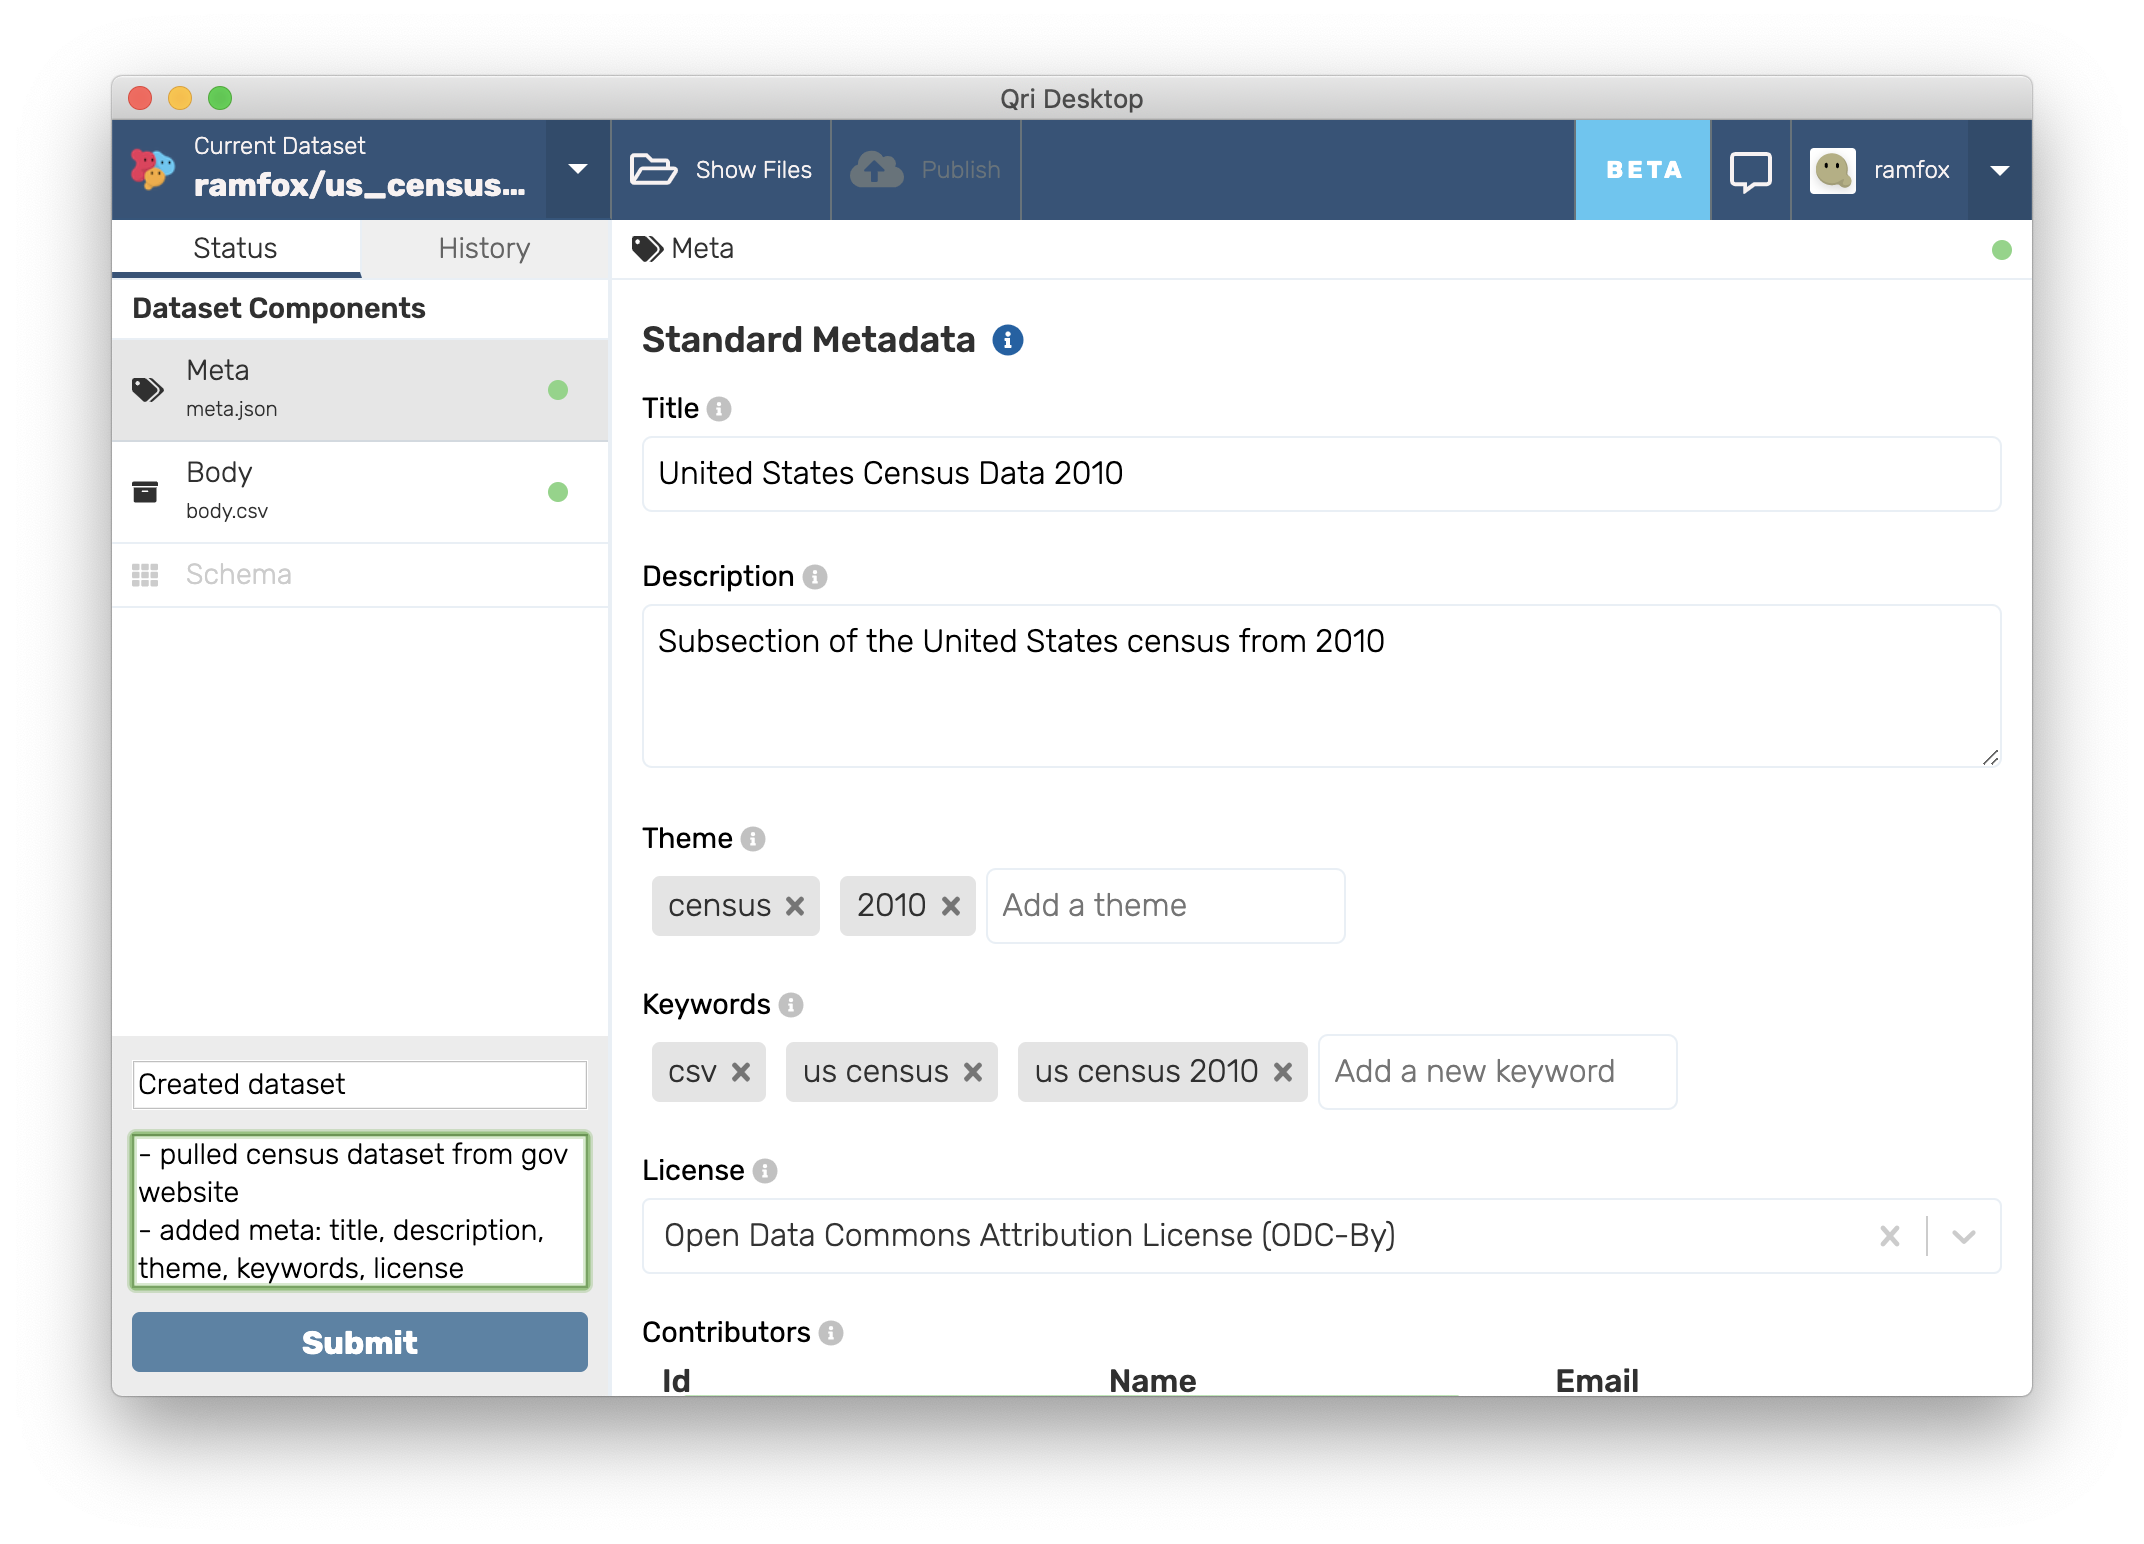 Qri Desktop
Current Dataset
ramfox/us_census...
Show Files
Publish
BETA
ramfox
Status
History
Meta
Dataset Components
Meta
meta.json
Body
body.csv
Schema
Created dataset
- pulled census dataset from gov
website
- added meta: title, description,
theme, keywords, license
Submit
Standard Metadata
Title
United States Census Data 2010
Description
Subsection of the United States census from 2010
Theme
census
2010
Add a theme
Keywords
csv
us census
us census 2010
Add a new keyword
License
Open Data Commons Attribution License (ODC-By)
Contributors
Id Name Email